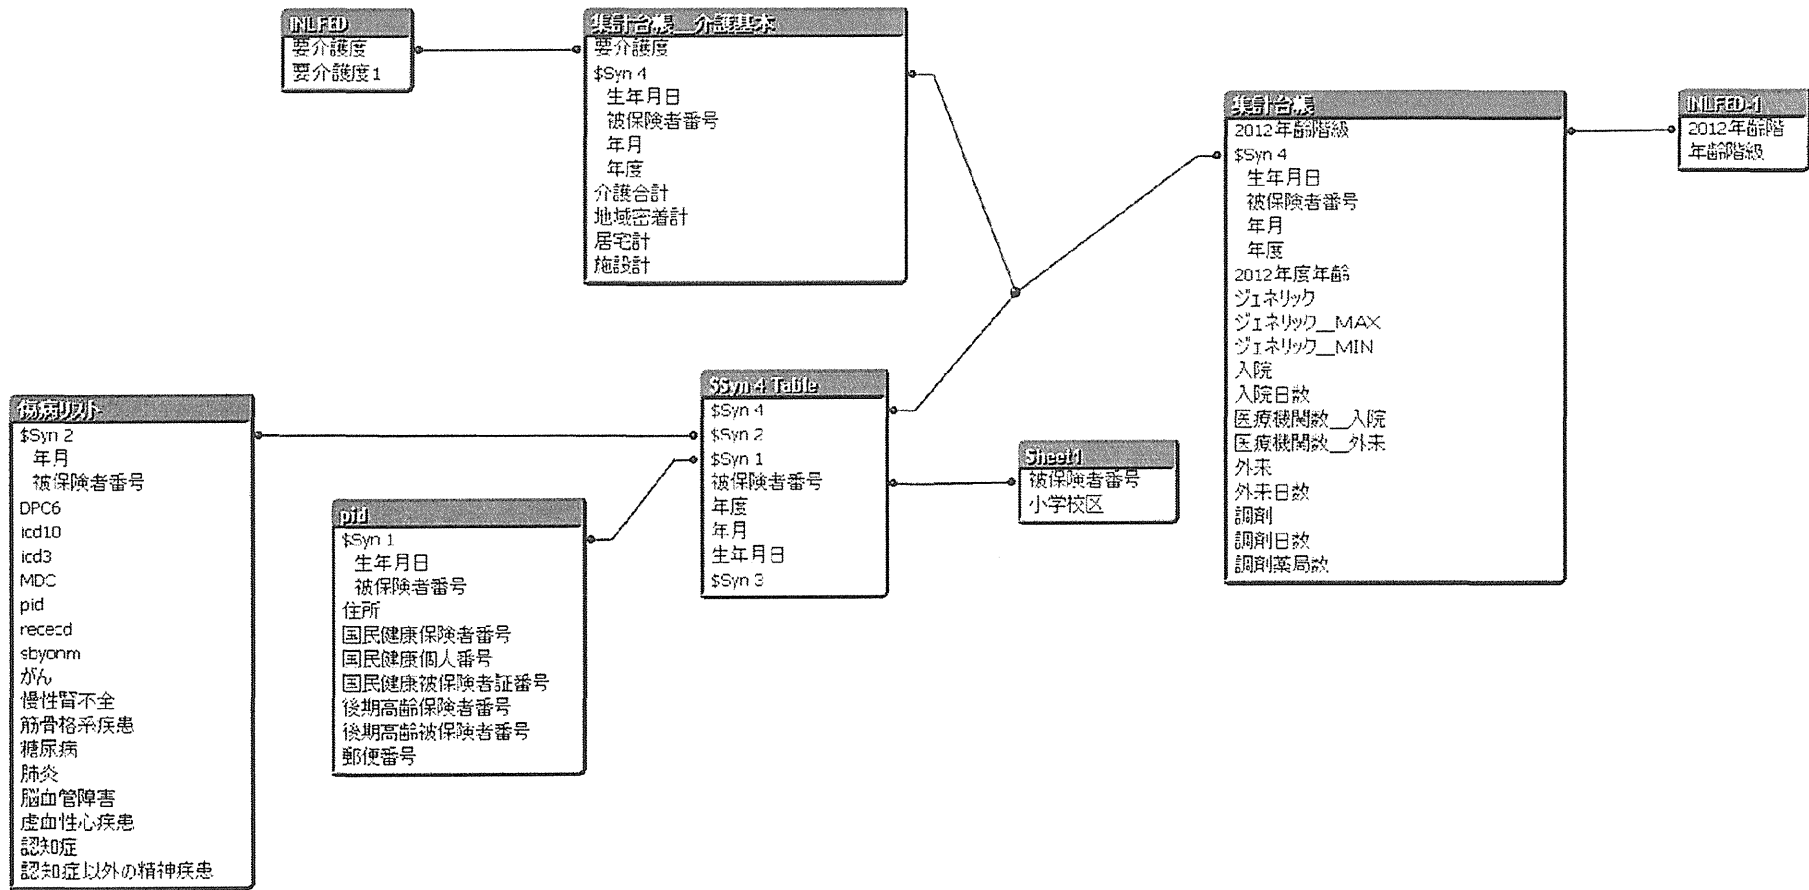 INLFED
要介護度
要介護度1
集計台帳__介護基本
要介護度
$Syn 4
生年月日
被保険者番号
年月
年度
介護合計
地域密着計
居宅計
施設計
集計台帳
2012年齢階級
$Syn 4
生年月日
被保険者番号
年月
年度
2012年度年齢
ジェネリック
ジェネリック__MAX
ジェネリック__MIN
入院
入院日数
医療機関数__入院
医療機関数__外来
外来
外来日数
調剤
調剤日数
調剤薬局数
INLFED-1
2012年齢階
年齢階級
傷病リスト
$Syn 2
年月
被保険者番号
DPC6
icd10
icd3
MDC
pid
rececd
sbyonm
がん
慢性腎不全
筋骨格系疾患
糖尿病
肺炎
脳血管障害
虚血性心疾患
認知症
認知症以外の精神疾患
pid
$Syn 1
生年月日
被保険者番号
住所
国民健康保険者番号
国民健康個人番号
国民健康被保険者証番号
後期高齢保険者番号
後期高齢被保険者番号
郵便番号
$Syn 4 Table
$Syn 4
$Syn 2
$Syn 1
被保険者番号
年度
年月
生年月日
$Syn 3
Sheet1
被保険者番号
小学校区